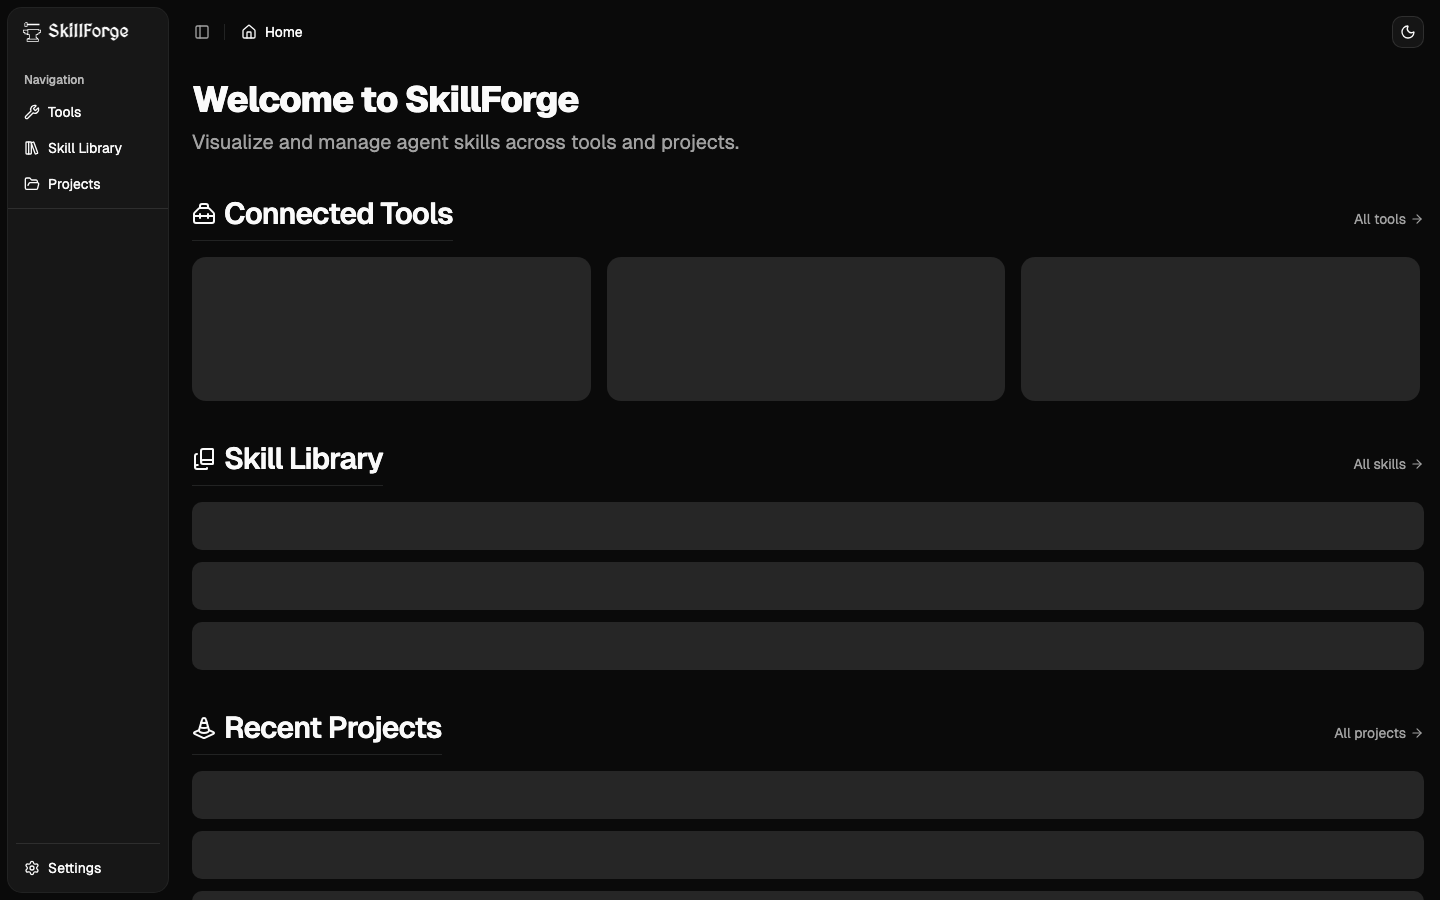 SkillForge
Navigation
Tools
Skill Library
Projects
Settings
Home
Welcome to SkillForge
Visualize and manage agent skills across tools and projects.
Connected Tools
All tools →
Skill Library
All skills →
Recent Projects
All projects →